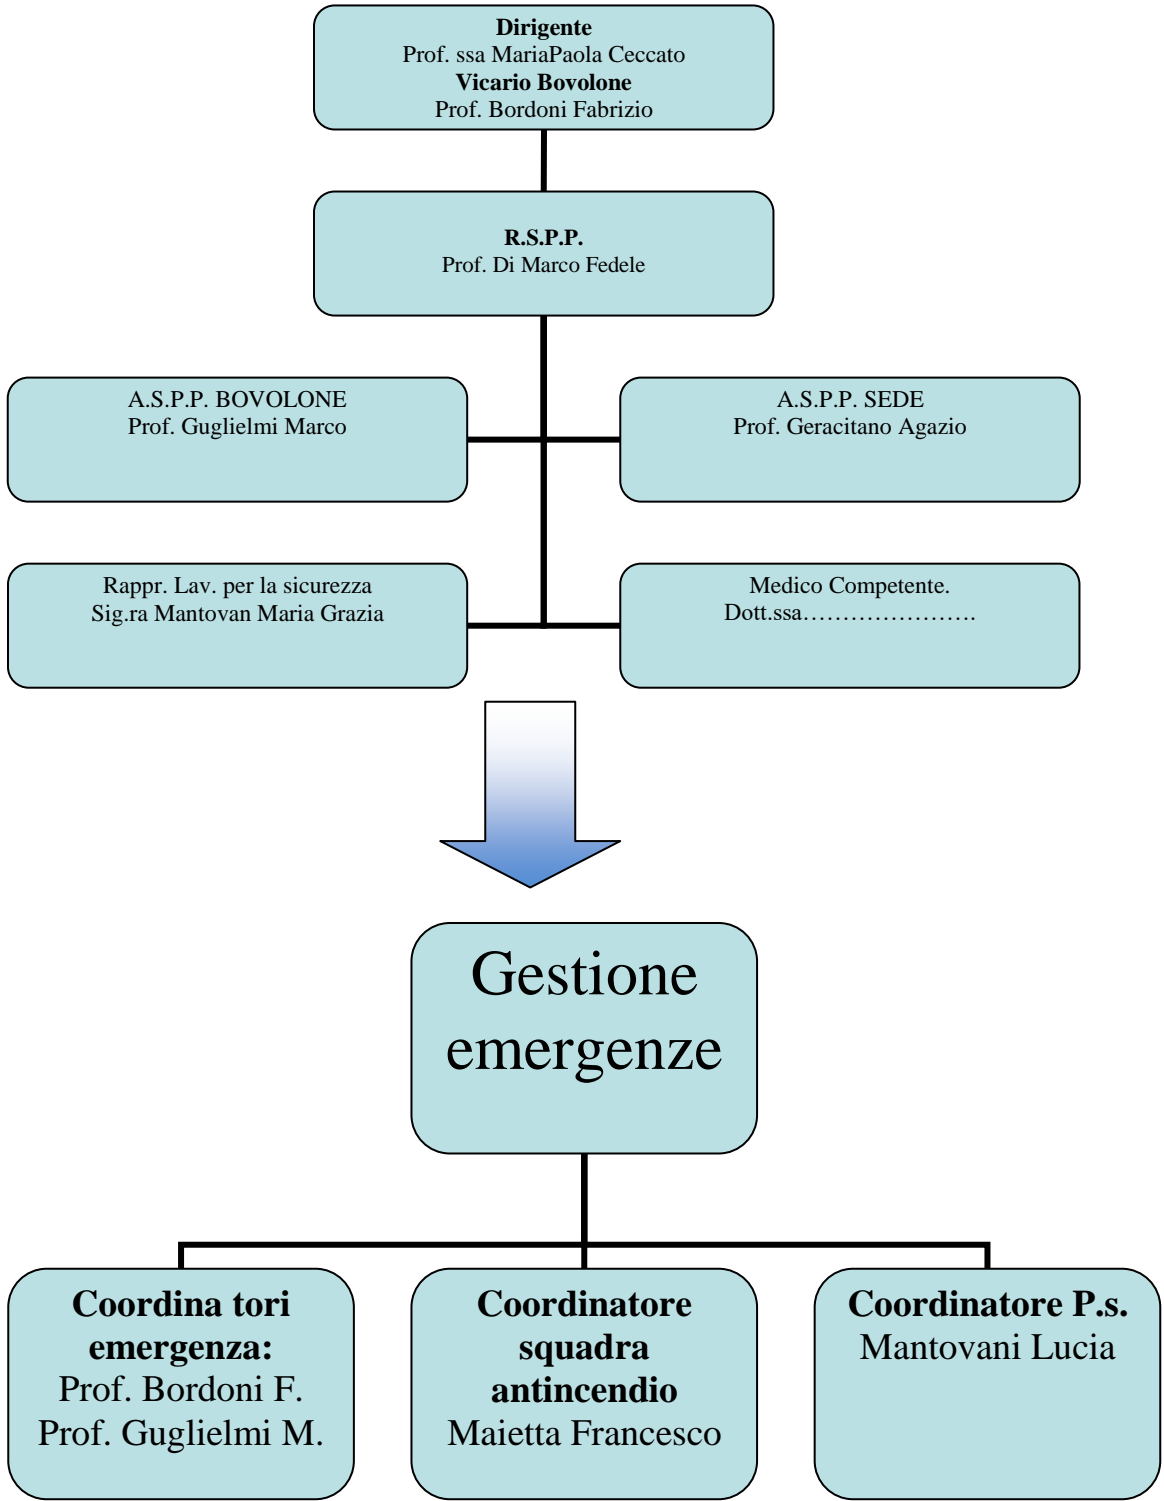 Dirigente
Prof. ssa MariaPaola Ceccato
Vicario Bovolone
Prof. Bordoni Fabrizio
R.S.P.P.
Prof. Di Marco Fedele
A.S.P.P. BOVOLONE
Prof. Guglielmi Marco
A.S.P.P. SEDE
Prof. Geracitano Agazio
Rappr. Lav. per la sicurezza
Sig.ra Mantovan Maria Grazia
Medico Competente.
Dott.ssa………………….
Gestione
emergenze
Coordina tori
emergenza:
Prof. Bordoni F.
Prof. Guglielmi M.
Coordinatore
squadra
antincendio
Maietta Francesco
Coordinatore P.s.
Mantovani Lucia